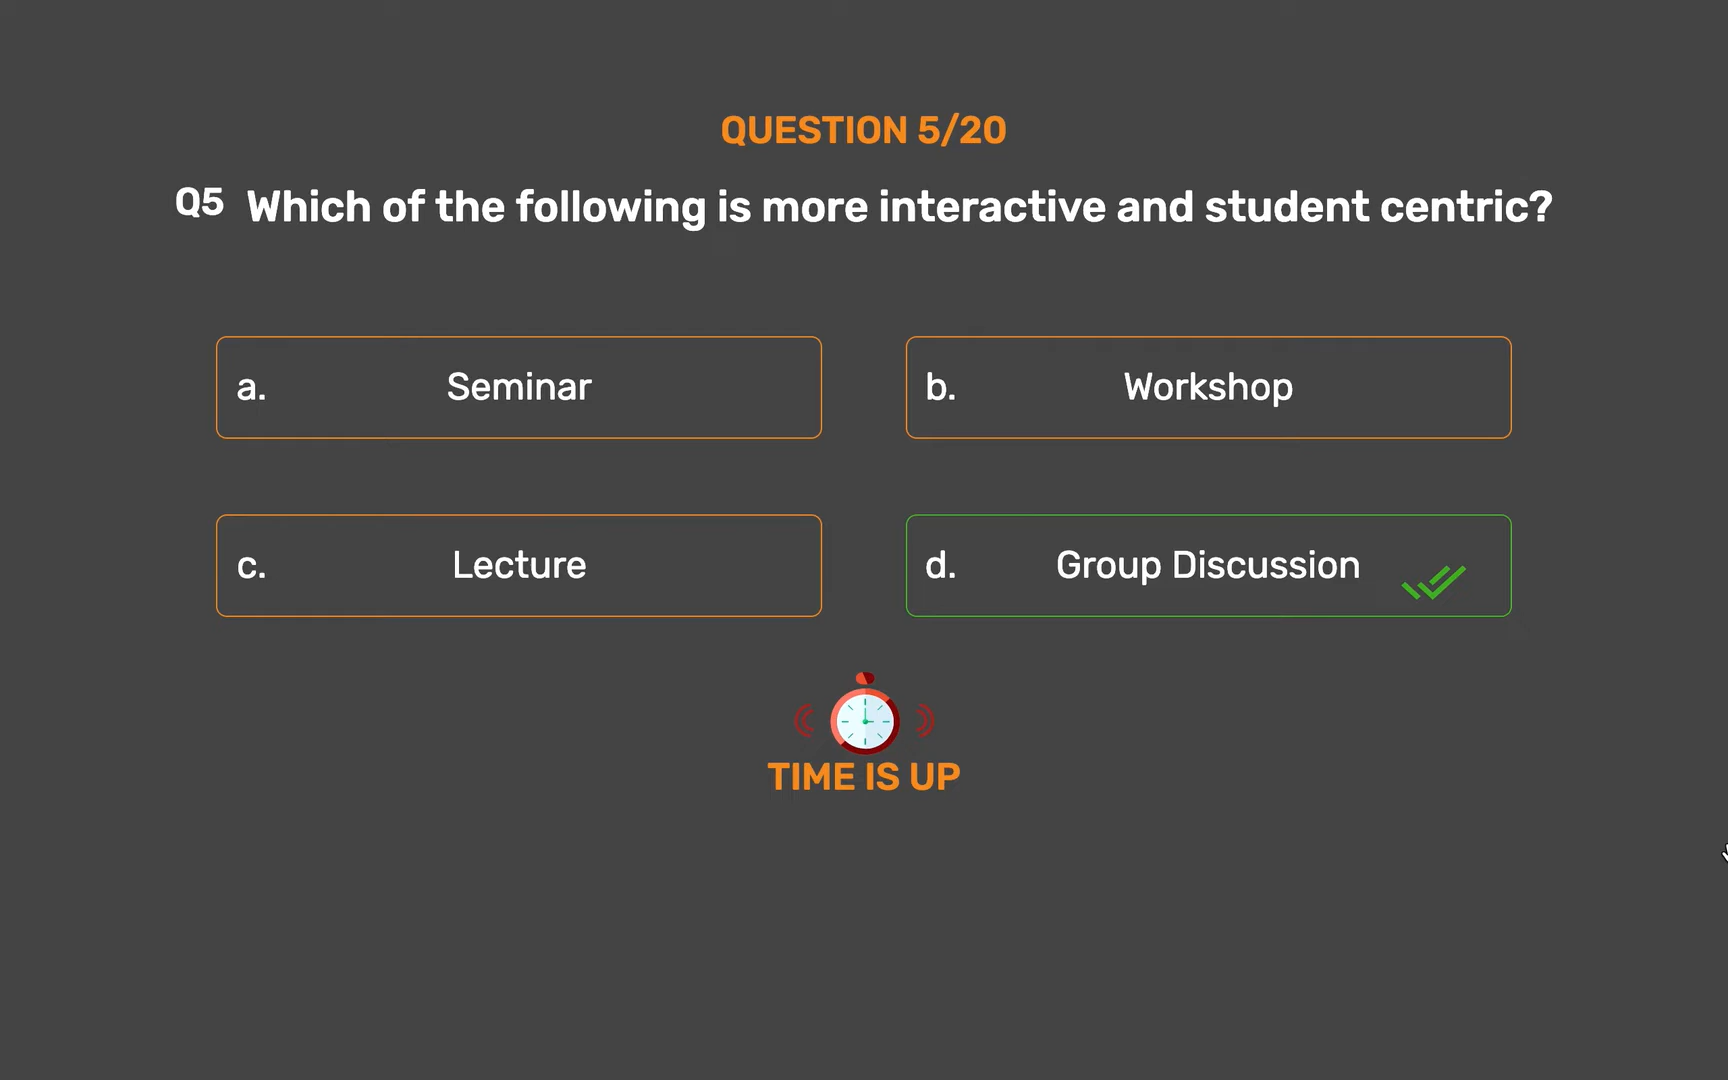 QUESTION 5/20
Q5 Which of the following is more interactive and student centric?
a. Seminar
b. Workshop
c. Lecture
d. Group Discussion
TIME IS UP